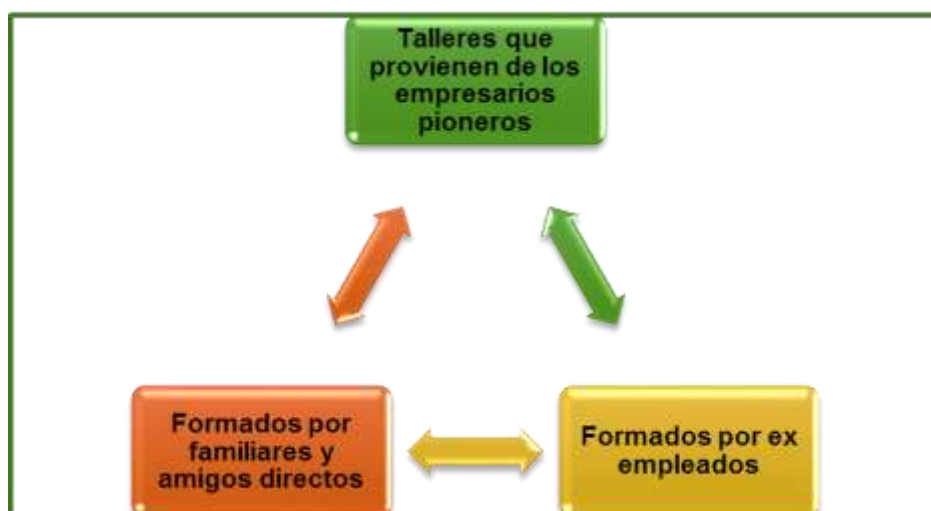 Talleres que
provienen de los
empresarios
pioneros
Formados por
familiares y
amigos directos
Formados por ex
empleados